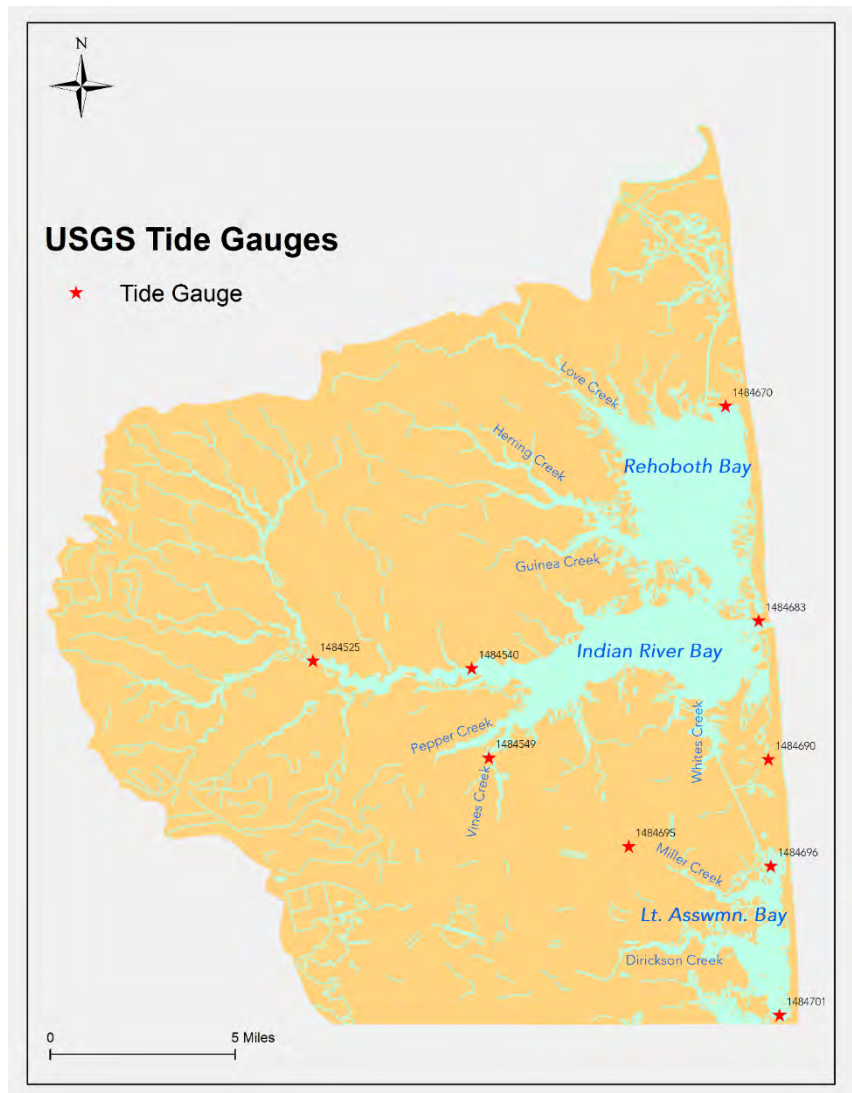 N
USGS Tide Gauges
Tide Gauge
Love Creek
1484670
Herring Creek
Rehoboth Bay
Guinea Creek
1484683
Indian River Bay
1484525
1484540
Pepper Creek
1484549
Whites Creek
1484690
Vines Creek
1484695
Miller Creek
1484696
Lt. Asswmn. Bay
Dirickson Creek
1484701
0
5 Miles